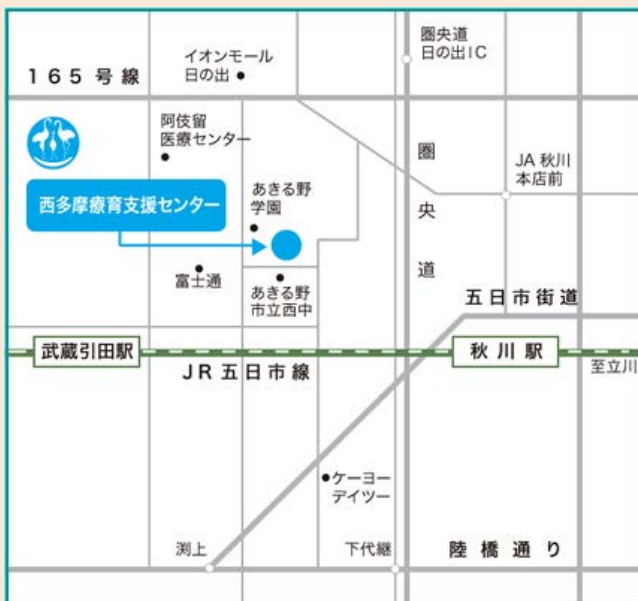 イオンモール
日の出
圏央道
日の出IC
165号線
阿伎留
医療センター
圏央道
JA 秋川
本店前
西多摩療育支援センター
あきる野
学園
富士通
あきる野
市立西中
五日市街道
武蔵引田駅
秋川駅
JR五日市線
至立川
ケーヨー
デイツー
渕上
下代継
陸橋通り